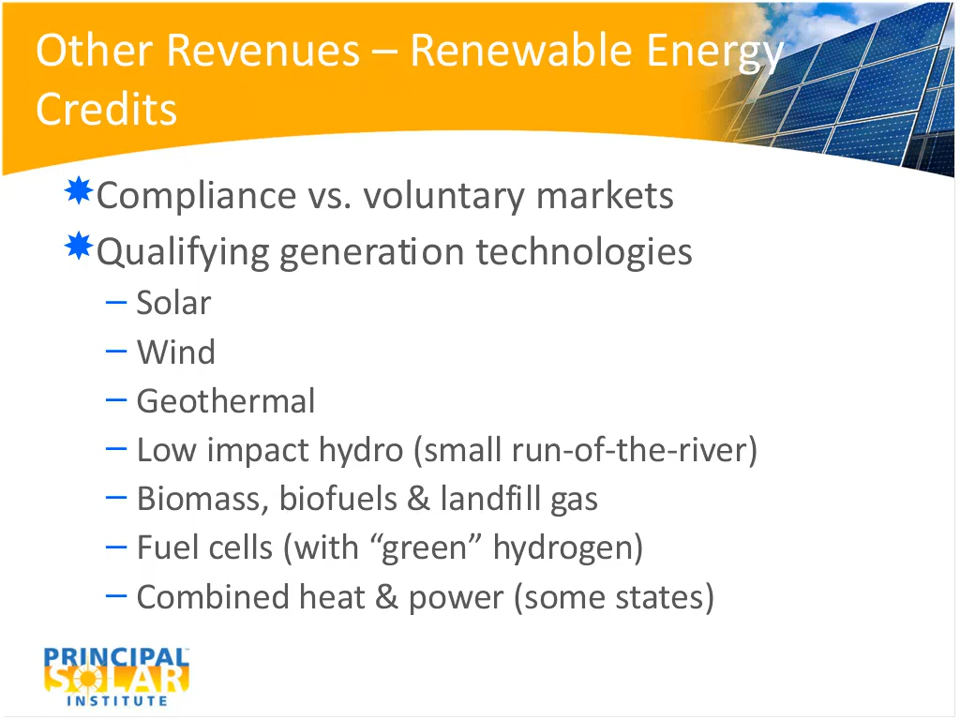 Other Revenues – Renewable Energy
Credits
Compliance vs. voluntary markets
Qualifying generation technologies
– Solar
– Wind
– Geothermal
– Low impact hydro (small run-of-the-river)
– Biomass, biofuels & landfill gas
– Fuel cells (with “green” hydrogen)
– Combined heat & power (some states)
PRINCIPAL
SOLAR
INSTITUTE